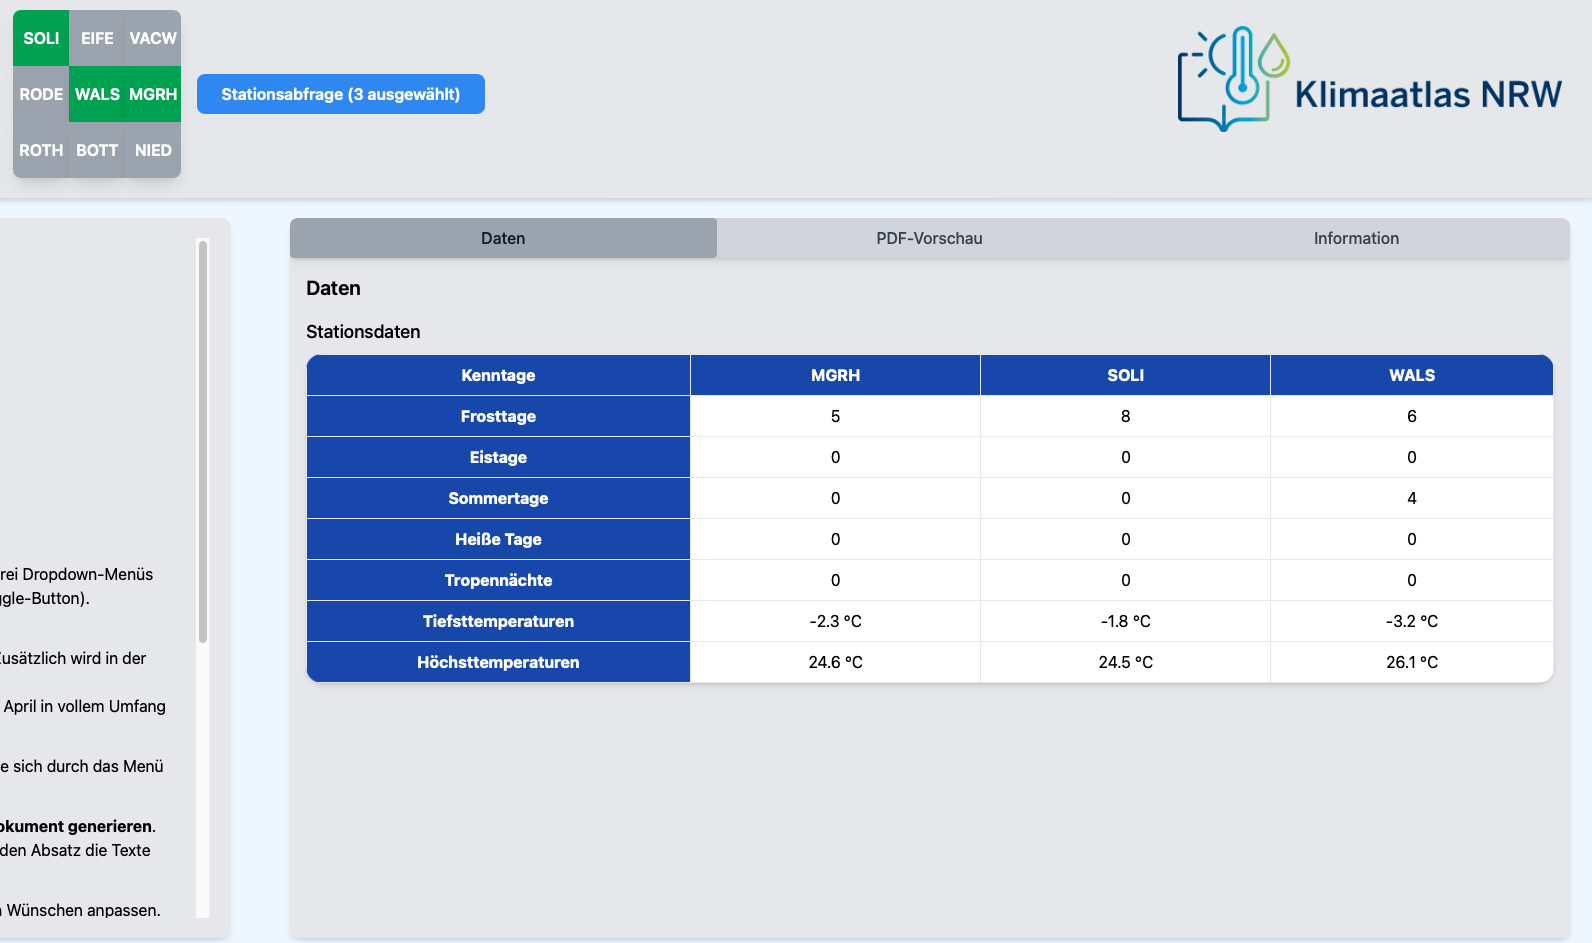 SOLI EIFE VACW
RODE WALS MGRH
ROTH BOTT NIED
Stationsabfrage (3 ausgewählt)
Klimaatlas NRW
rei Dropdown-Menüs
gle-Button).
usätzlich wird in der
April in vollem Umfang
e sich durch das Menü
okument generieren.
den Absatz die Texte
Wünschen anpassen.
Daten PDF-Vorschau Information
Daten
Stationsdaten
Kenntage MGRH SOLI WALS
Frosttage 5 8 6
Eistage 0 0 0
Sommertage 0 0 4
Heiße Tage 0 0 0
Tropennächte 0 0 0
Tiefsttemperaturen -2.3 °C -1.8 °C -3.2 °C
Höchsttemperaturen 24.6 °C 24.5 °C 26.1 °C